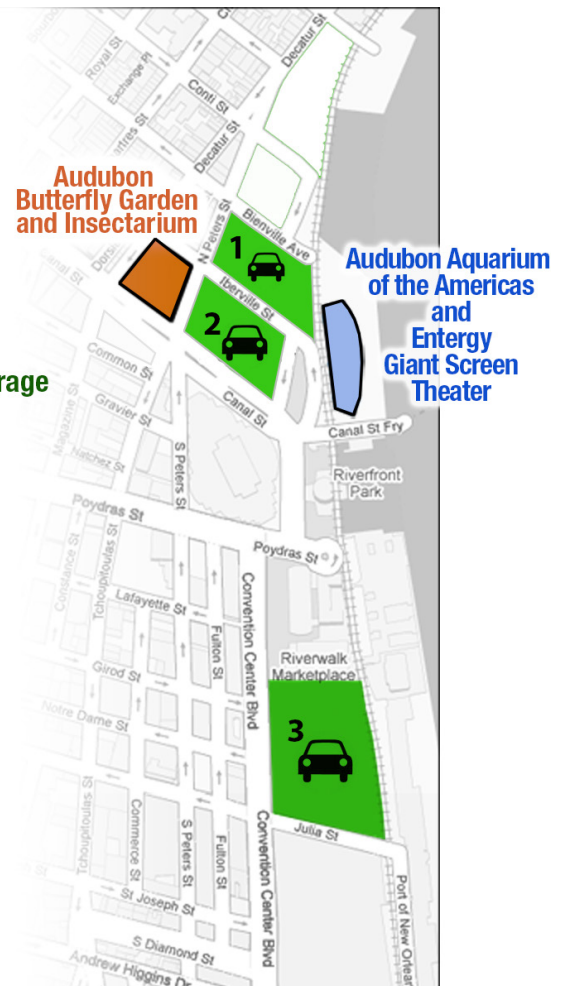 Decatur St
Royal St
Exchange Pl
Conti St
Decatur St
Audubon
Butterfly Garden
and Insectarium
N Peters St
Bienville Ave
1
Iberville St
2
Audubon Aquarium
of the Americas
and
Entergy
Giant Screen
Theater
Canal St
Common St
rage
Magazine St
Gravier St
Canal St
Canal St Fry
Natchez St
S Peters St
Riverfront
Park
Poydras St
Poydras St
Constance St
Tchoupitoulas St
Lafayette St
Fulton St
Convention Center Blvd
Riverwalk
Marketplace
Girod St
Notre Dame St
3
Julia St
Tchoupitoulas St
Commerce St
S Peters St
Fulton St
Convention Center Blvd
St Joseph St
Port of New Orlean
S Diamond St
Andrew Higgins Dr